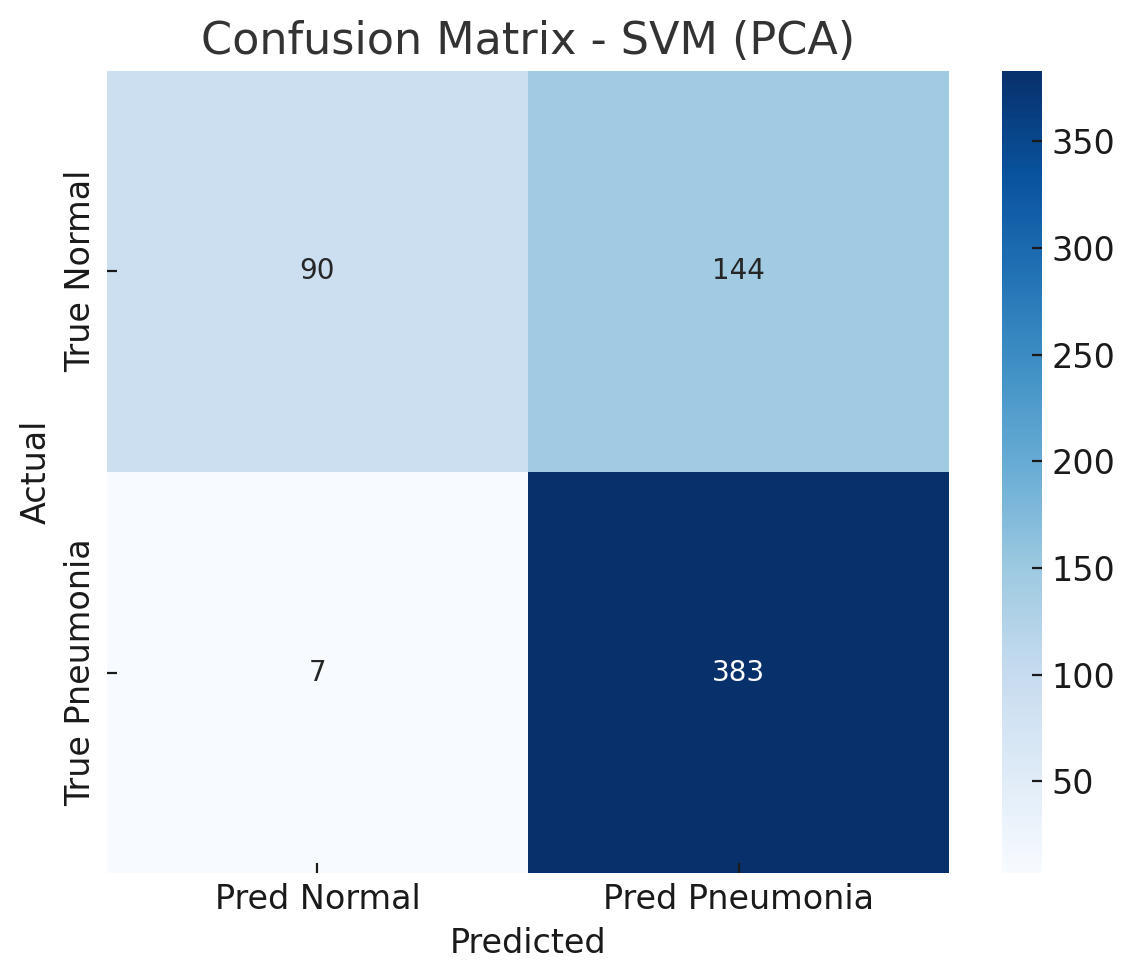 Confusion Matrix - SVM (PCA)
Actual
True Normal
True Pneumonia
90
144
7
383
Pred Normal
Pred Pneumonia
Predicted
350
300
250
200
150
100
50